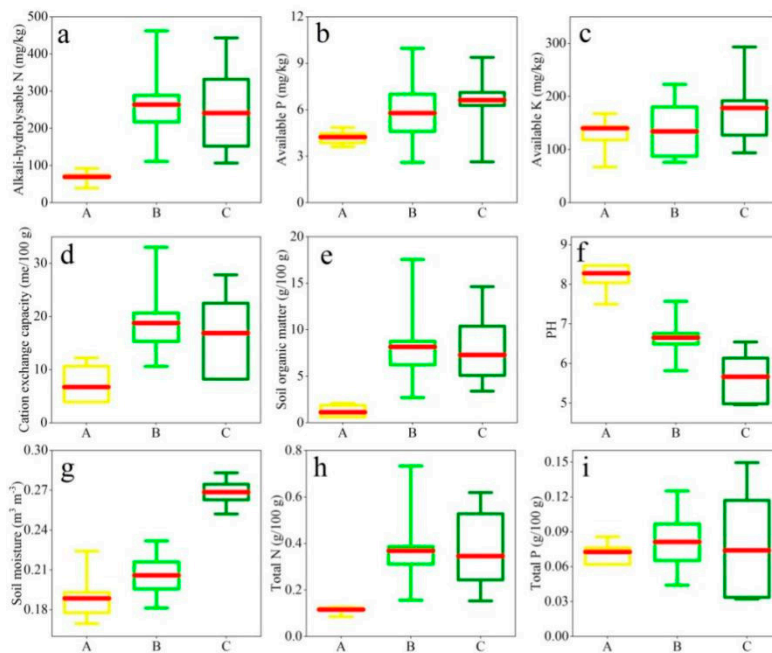 a
Alkali-hydrolysable N (mg/kg)
500
400
300
200
100
0
A B C
b
Available P (mg/kg)
12
9
6
3
0
A B C
c
Available K (mg/kg)
300
200
100
0
A B C
d
Cation exchange capacity (me/100 g)
30
20
10
0
A B C
e
Soil organic matter (g/100 g)
20
15
10
5
0
A B C
f
PH
8
7
6
5
A B C
g
Soil moisture (m³ m⁻³)
0.30
0.27
0.24
0.21
0.18
A B C
h
Total N (g/100 g)
0.8
0.6
0.4
0.2
0.0
A B C
i
Total P (g/100 g)
0.15
0.12
0.09
0.06
0.03
0.00
A B C